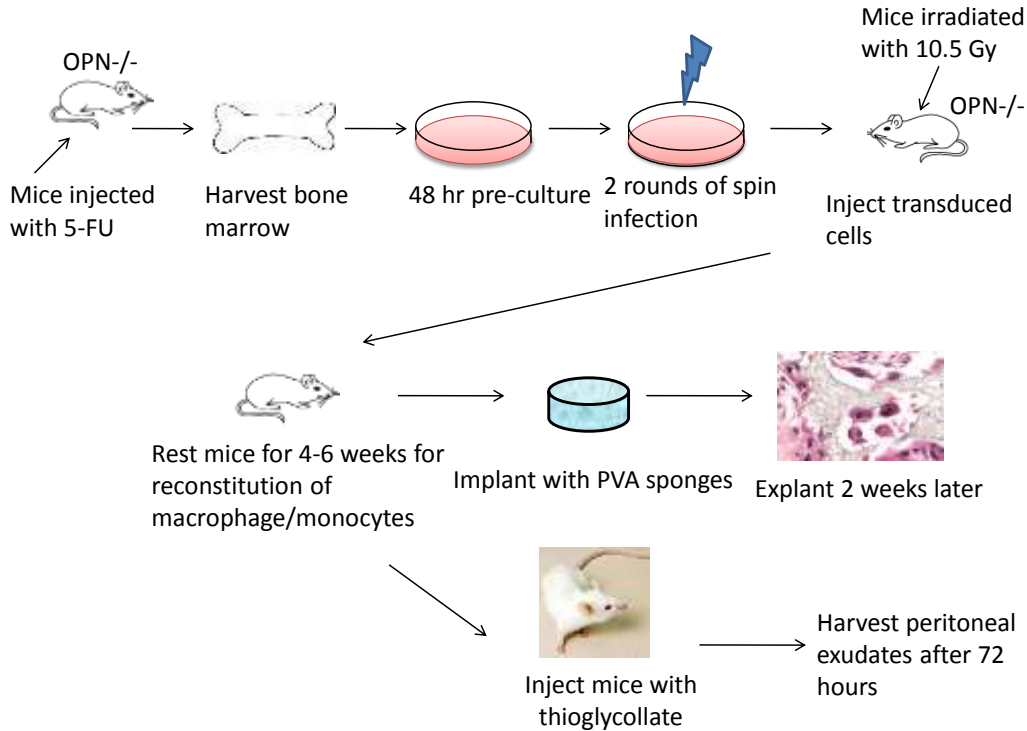 OPN-/-
Mice injected
with 5-FU
Harvest bone
marrow
48 hr pre-culture
2 rounds of spin
infection
Mice irradiated
with 10.5 Gy
OPN-/-
Inject transduced
cells
Rest mice for 4-6 weeks for
reconstitution of
macrophage/monocytes
Implant with PVA sponges
Explant 2 weeks later
Inject mice with
thioglycollate
Harvest peritoneal
exudates after 72
hours